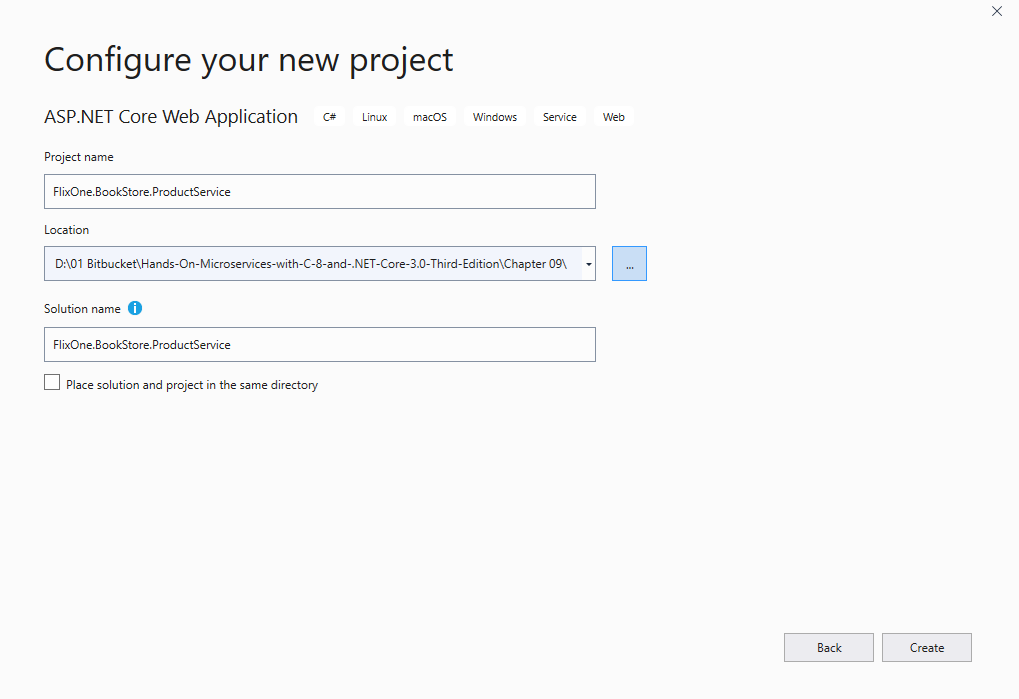 Configure your new project
ASP.NET Core Web Application C# Linux macOS Windows Service Web
Project name
FlixOne.BookStore.ProductService
Location
D:\01 Bitbucket\Hands-On-Microservices-with-C-8-and-.NET-Core-3.0-Third-Edition\Chapter 09\
...
Solution name
FlixOne.BookStore.ProductService
Place solution and project in the same directory
Back Create